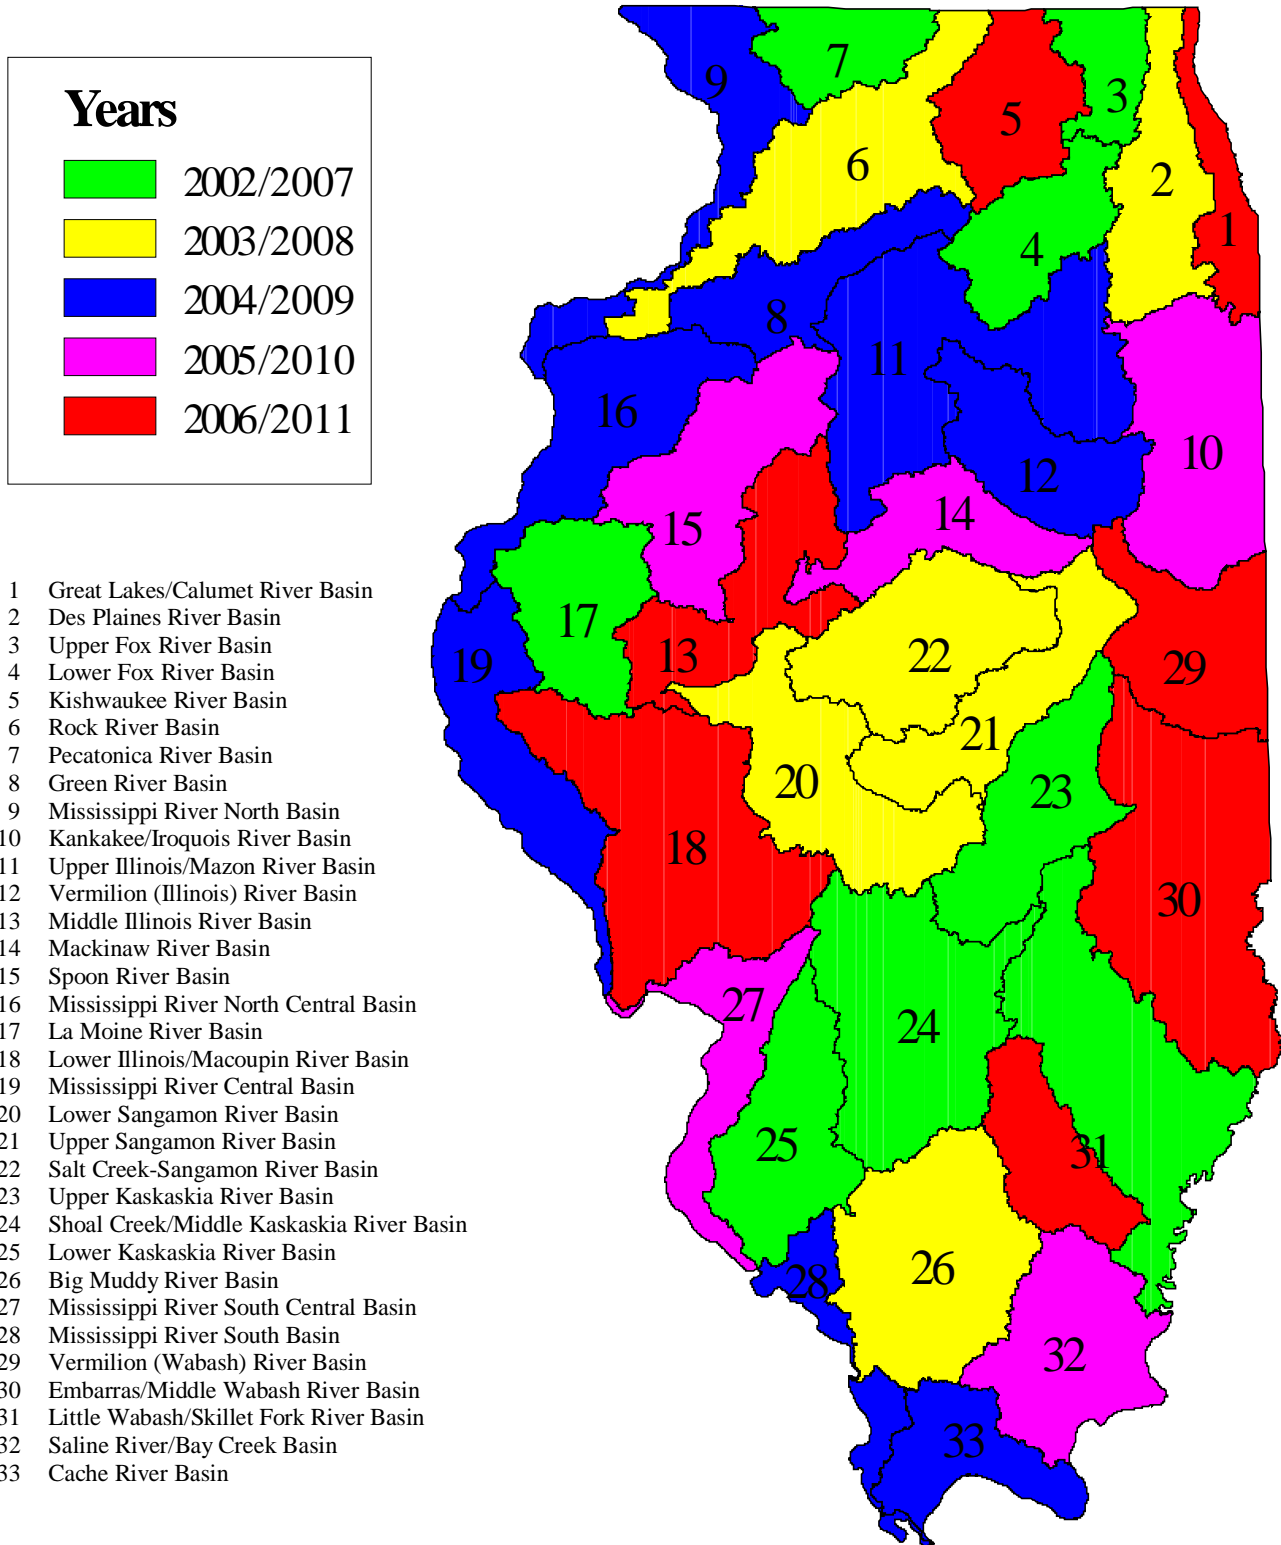 Years
2002/2007
2003/2008
2004/2009
2005/2010
2006/2011
1 Great Lakes/Calumet River Basin
2 Des Plaines River Basin
3 Upper Fox River Basin
4 Lower Fox River Basin
5 Kishwaukee River Basin
6 Rock River Basin
7 Pecatonica River Basin
8 Green River Basin
9 Mississippi River North Basin
10 Kankakee/Iroquois River Basin
11 Upper Illinois/Mazon River Basin
12 Vermilion (Illinois) River Basin
13 Middle Illinois River Basin
14 Mackinaw River Basin
15 Spoon River Basin
16 Mississippi River North Central Basin
17 La Moine River Basin
18 Lower Illinois/Macoupin River Basin
19 Mississippi River Central Basin
20 Lower Sangamon River Basin
21 Upper Sangamon River Basin
22 Salt Creek-Sangamon River Basin
23 Upper Kaskaskia River Basin
24 Shoal Creek/Middle Kaskaskia River Basin
25 Lower Kaskaskia River Basin
26 Big Muddy River Basin
27 Mississippi River South Central Basin
28 Mississippi River South Basin
29 Vermilion (Wabash) River Basin
30 Embarras/Middle Wabash River Basin
31 Little Wabash/Skillet Fork River Basin
32 Saline River/Bay Creek Basin
33 Cache River Basin
7
9
3
5
6
2
1
4
8
11
16
10
12
14
15
17
13
22
19
29
21
20
23
18
30
27
24
25
31
26
28
32
33